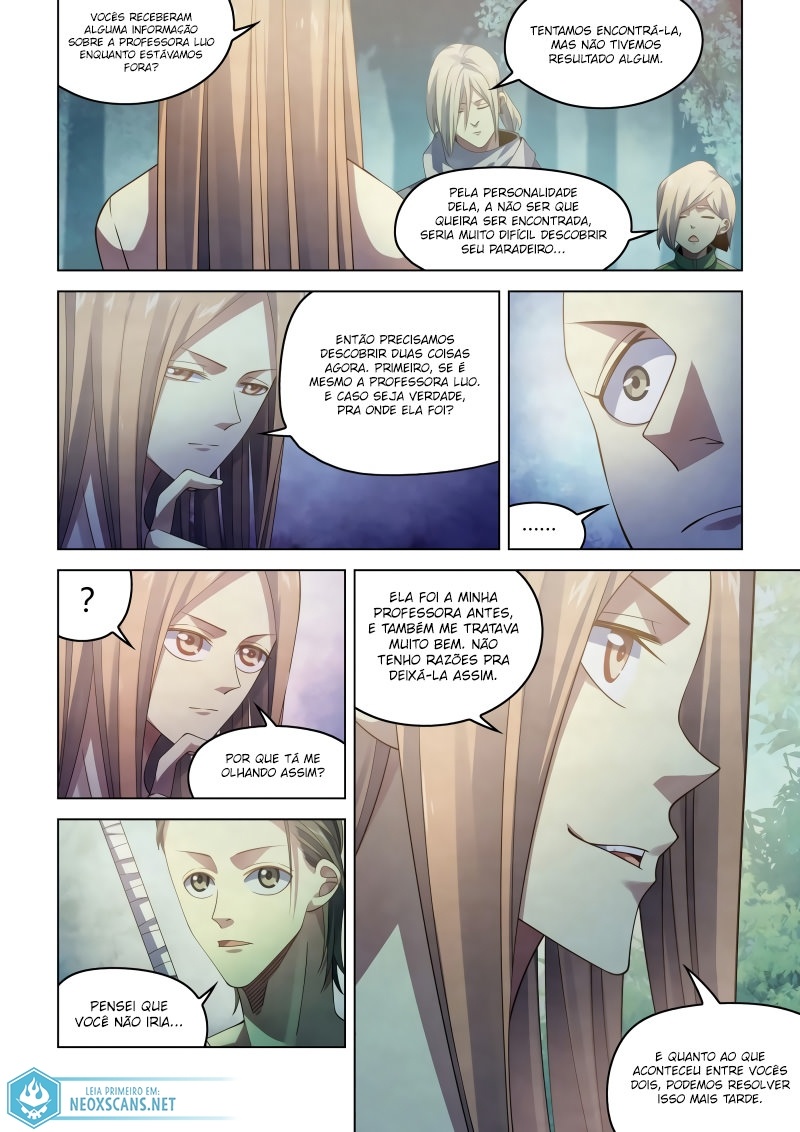 VOCÊS RECEBERAM
ALGUMA INFORMAÇÃO
SOBRE A PROFESSORA LUO
ENQUANTO ESTÁVAMOS
FORA?
TENTAMOS ENCONTRÁ-LA,
MAS NÃO TIVEMOS
RESULTADO ALGUM.
PELA PERSONALIDADE
DELA, A NÃO SER QUE
QUEIRA SER ENCONTRADA,
SERIA MUITO DIFÍCIL DESCOBRIR
SEU PARADEIRO...
ENTÃO PRECISAMOS
DESCOBRIR DUAS COISAS
AGORA. PRIMEIRO, SE É
MESMO A PROFESSORA LUO.
E CASO SEJA VERDADE,
PRA ONDE ELA FOI?
......
?
POR QUE TÁ ME
OLHANDO ASSIM?
ELA FOI A MINHA
PROFESSORA ANTES,
E TAMBÉM ME TRATAVA
MUITO BEM. NÃO
TENHO RAZÕES PRA
DEIXÁ-LA ASSIM.
PENSEI QUE
VOCÊ NÃO IRIA...
E QUANTO AO QUE
ACONTECEU ENTRE VOCÊS
DOIS, PODEMOS RESOLVER
ISSO MAIS TARDE.
LEIA PRIMEIRO EM:
NEOXSCANS.NET